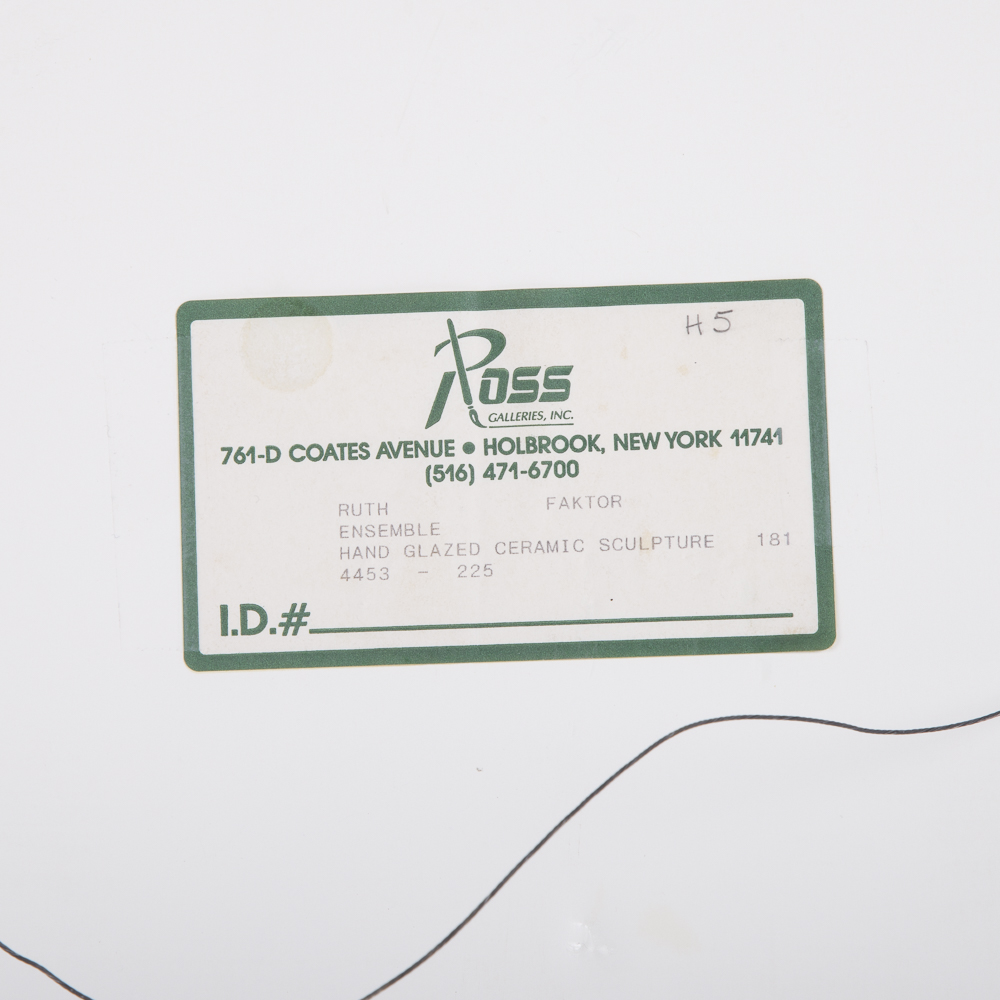 H5
ROSS
GALLERIES, INC.
761-D COATES AVENUE • HOLBROOK, NEW YORK 11741
(516) 471-6700
RUTH FAKTOR
ENSEMBLE
HAND GLAZED CERAMIC SCULPTURE 181
4453 - 225
I.D.#